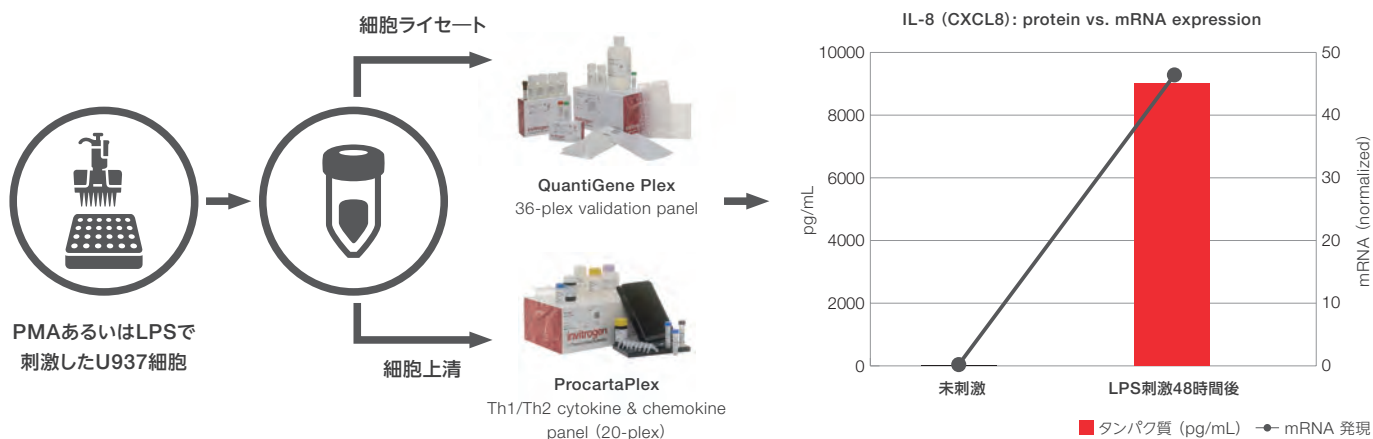 細胞ライセート
PMAあるいはLPSで
刺激したU937細胞
QuantiGene Plex
36-plex validation panel
細胞上清
invitrogen
ProcartaPlex
Th1/Th2 cytokine & chemokine
panel (20-plex)
IL-8 (CXCL8): protein vs. mRNA expression
pg/mL
10000
8000
6000
4000
2000
0
50
40
30
20
10
0
mRNA (normalized)
未刺激
LPS刺激48時間後
タンパク質 (pg/mL)
mRNA 発現